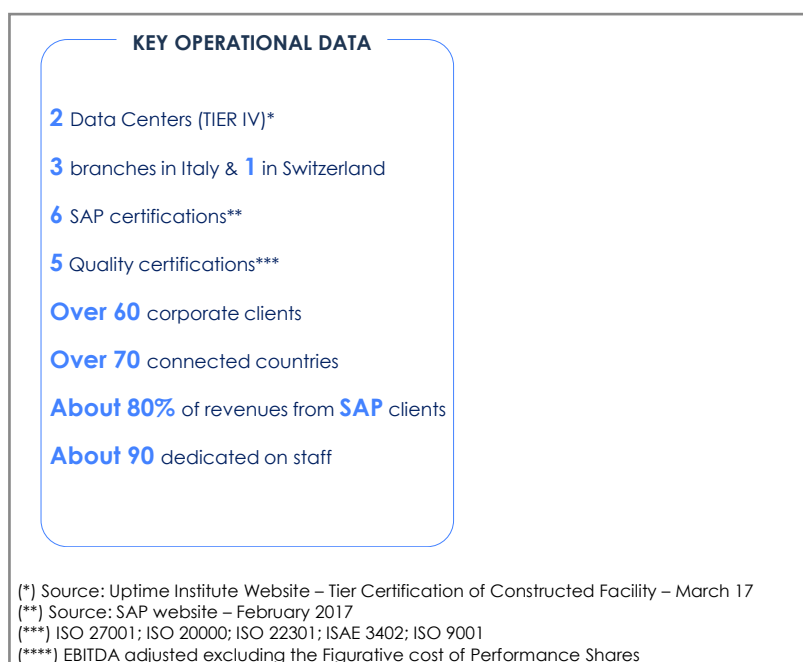 KEY OPERATIONAL DATA
2 Data Centers (TIER IV)*
3 branches in Italy & 1 in Switzerland
6 SAP certifications**
5 Quality certifications***
Over 60 corporate clients
Over 70 connected countries
About 80% of revenues from SAP clients
About 90 dedicated on staff
(*) Source: Uptime Institute Website – Tier Certification of Constructed Facility – March 17
(**) Source: SAP website – February 2017
(***) ISO 27001; ISO 20000; ISO 22301; ISAE 3402; ISO 9001
(****) EBITDA adjusted excluding the Figurative cost of Performance Shares